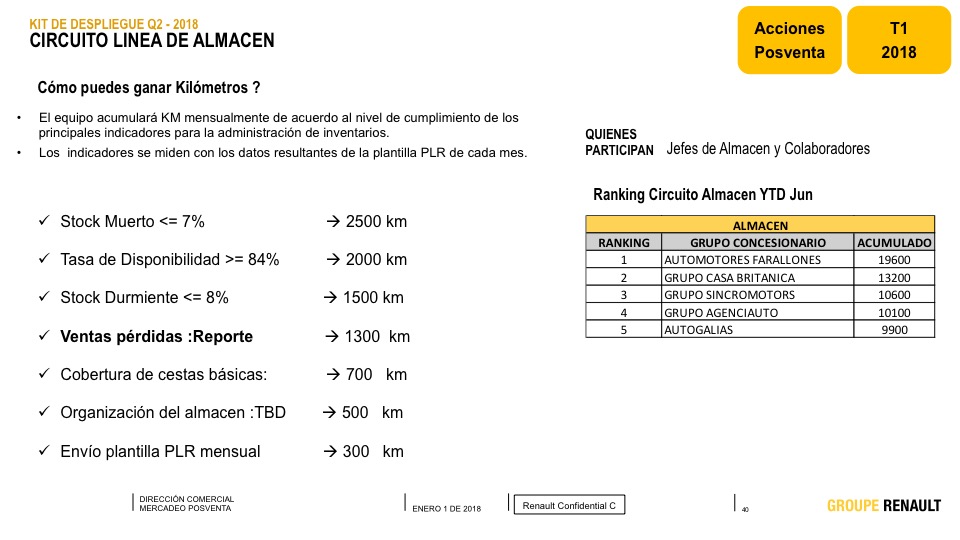 KIT DE DESPLIEGUE Q2 - 2018
CIRCUITO LINEA DE ALMACEN
Acciones
Posventa
T1
2018
Cómo puedes ganar Kilómetros ?
• El equipo acumulará KM mensualmente de acuerdo al nivel de cumplimiento de los
principales indicadores para la administración de inventarios.
• Los indicadores se miden con los datos resultantes de la plantilla PLR de cada mes.
QUIENES
PARTICIPAN Jefes de Almacen y Colaboradores
✓ Stock Muerto <= 7% → 2500 km
✓ Tasa de Disponibilidad >= 84% → 2000 km
✓ Stock Durmiente <= 8% → 1500 km
✓ Ventas pérdidas :Reporte → 1300 km
✓ Cobertura de cestas básicas: → 700 km
✓ Organización del almacen :TBD → 500 km
✓ Envío plantilla PLR mensual → 300 km
Ranking Circuito Almacen YTD Jun
ALMACEN
RANKING GRUPO CONCESIONARIO ACUMULADO
1 AUTOMOTORES FARALLONES 19600
2 GRUPO CASA BRITANICA 13200
3 GRUPO SINCROMOTORS 10600
4 GRUPO AGENCIAUTO 10100
5 AUTOGALIAS 9900
DIRECCIÓN COMERCIAL
MERCADEO POSVENTA
ENERO 1 DE 2018
Renault Confidential C
40
GROUPE RENAULT